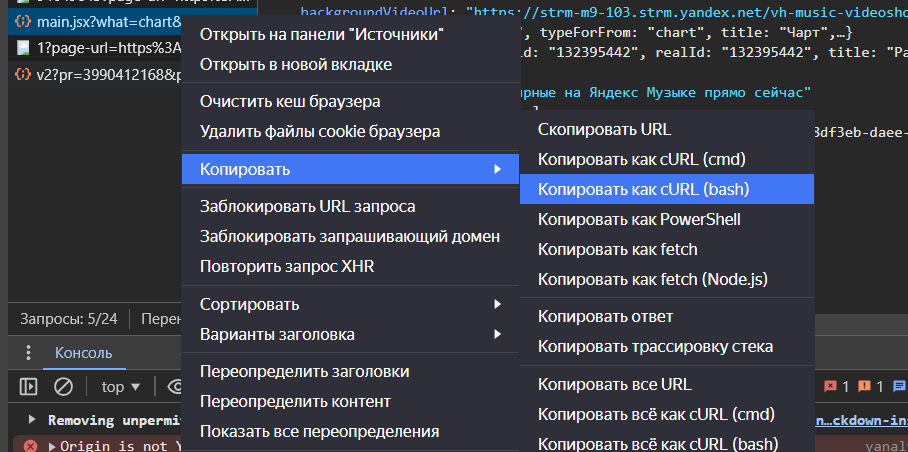 main.jsx?what=chart&
1?page-url=https%3A
v2?pr=3990412168&p
backgroundVideoUrl: "https://strm-m9-103.strm.yandex.net/vh-music-videosho
", typeForFrom: "chart", title: "Чарт",…}
d: "132395442", realId: "132395442", title: "Pa
рные на Яндекс Музыке прямо сейчас"
8df3eb-daee-
Открыть на панели "Источники"
Открыть в новой вкладке
Очистить кеш браузера
Удалить файлы cookie браузера
Копировать
Заблокировать URL запроса
Заблокировать запрашивающий домен
Повторить запрос XHR
Сортировать
Варианты заголовка
Переопределить заголовки
Переопределить контент
Показать все переопределения
Скопировать URL
Копировать как cURL (cmd)
Копировать как cURL (bash)
Копировать как PowerShell
Копировать как fetch
Копировать как fetch (Node.js)
Копировать ответ
Копировать трассировку стека
Копировать все URL
Копировать всё как cURL (cmd)
Копировать всё как cURL (bash)
Запросы: 5/24 Перен
Консоль
top
1 1
Removing unpermi n…ckdown-ins
Origin is not Y yanals